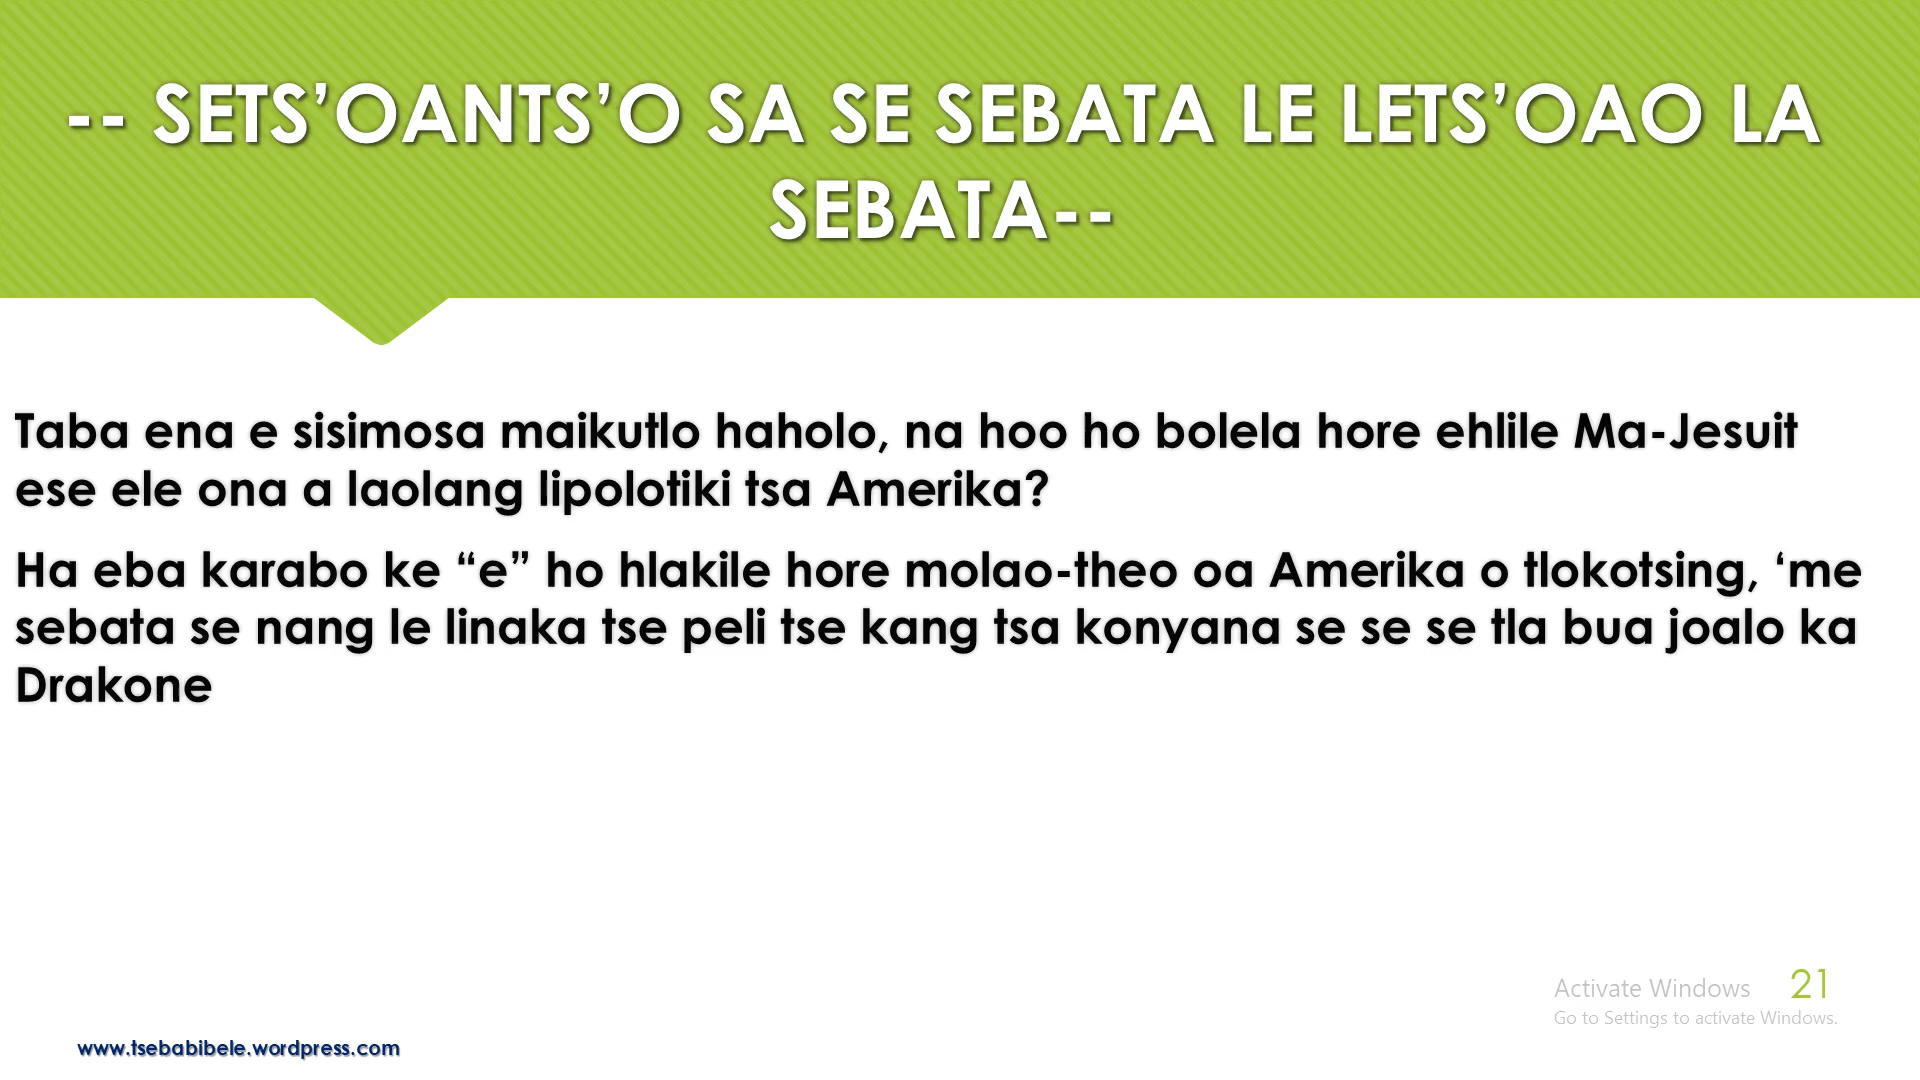 -- SETS’OANTS’O SA SE SEBATA LE LETS’OAO LA
SEBATA--
Taba ena e sisimosa maikutlo haholo, na hoo ho bolela hore ehlile Ma-Jesuit
ese ele ona a laolang lipolotiki tsa Amerika?
Ha eba karabo ke “e” ho hlakile hore molao-theo oa Amerika o tlokotsing, ‘me
sebata se nang le linaka tse peli tse kang tsa konyana se se se tla bua joalo ka
Drakone
Activate Windows
21
Go to Settings to activate Windows.
www.tsebabibele.wordpress.com